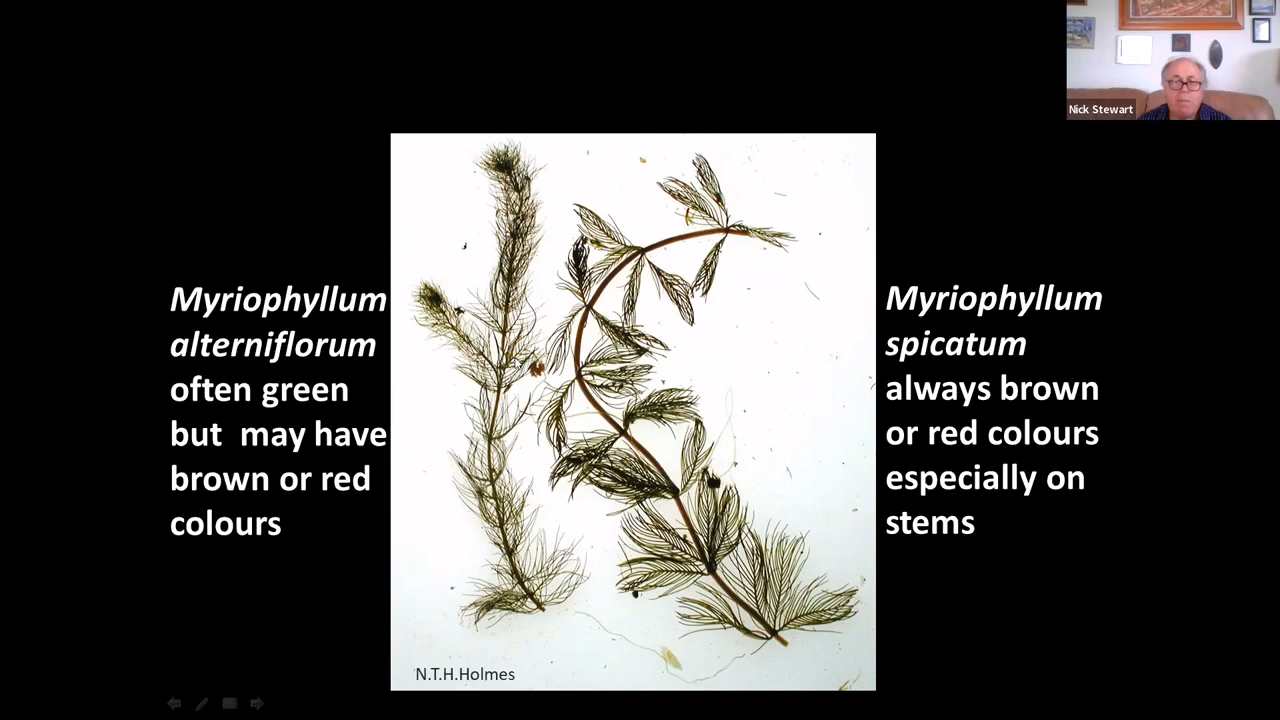 Nick Stewart
Myriophyllum
alterniflorum
often green
but  may have
brown or red
colours
Myriophyllum
spicatum
always brown
or red colours
especially on
stems
N.T.H.Holmes